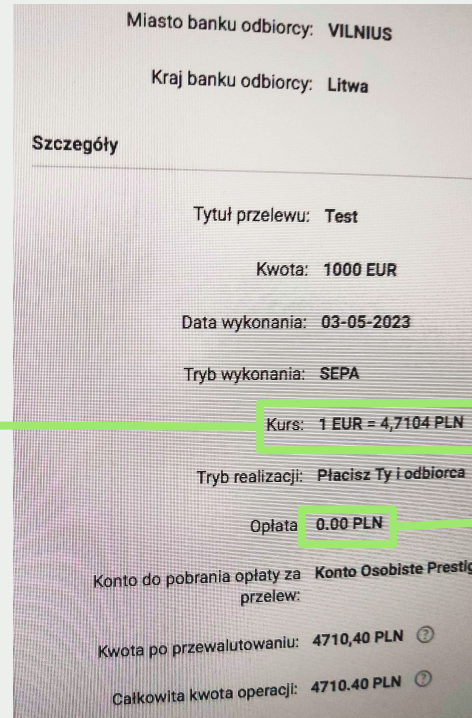 Miasto banku odbiorcy: VILNIUS
Kraj banku odbiorcy: Litwa
Szczegóły
Tytuł przelewu: Test
Kwota: 1000 EUR
Data wykonania: 03-05-2023
Tryb wykonania: SEPA
Kurs: 1 EUR = 4,7104 PLN
Tryb realizacji: Płacisz Ty i odbiorca
Opłata 0.00 PLN
Konto do pobrania opłaty za Konto Osobiste Prestig
przelew:
Kwota po przewalutowaniu: 4710,40 PLN ?
Całkowita kwota operacji: 4710.40 PLN ?